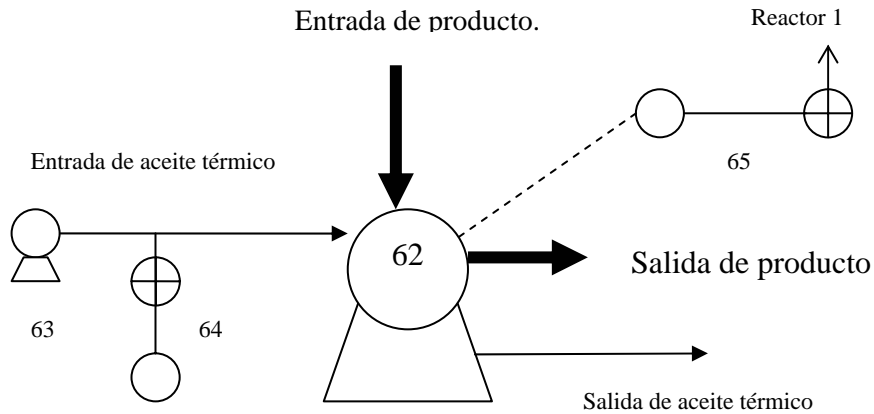 Entrada de producto.
Reactor 1
65
Entrada de aceite térmico
62
Salida de producto
63
64
Salida de aceite térmico